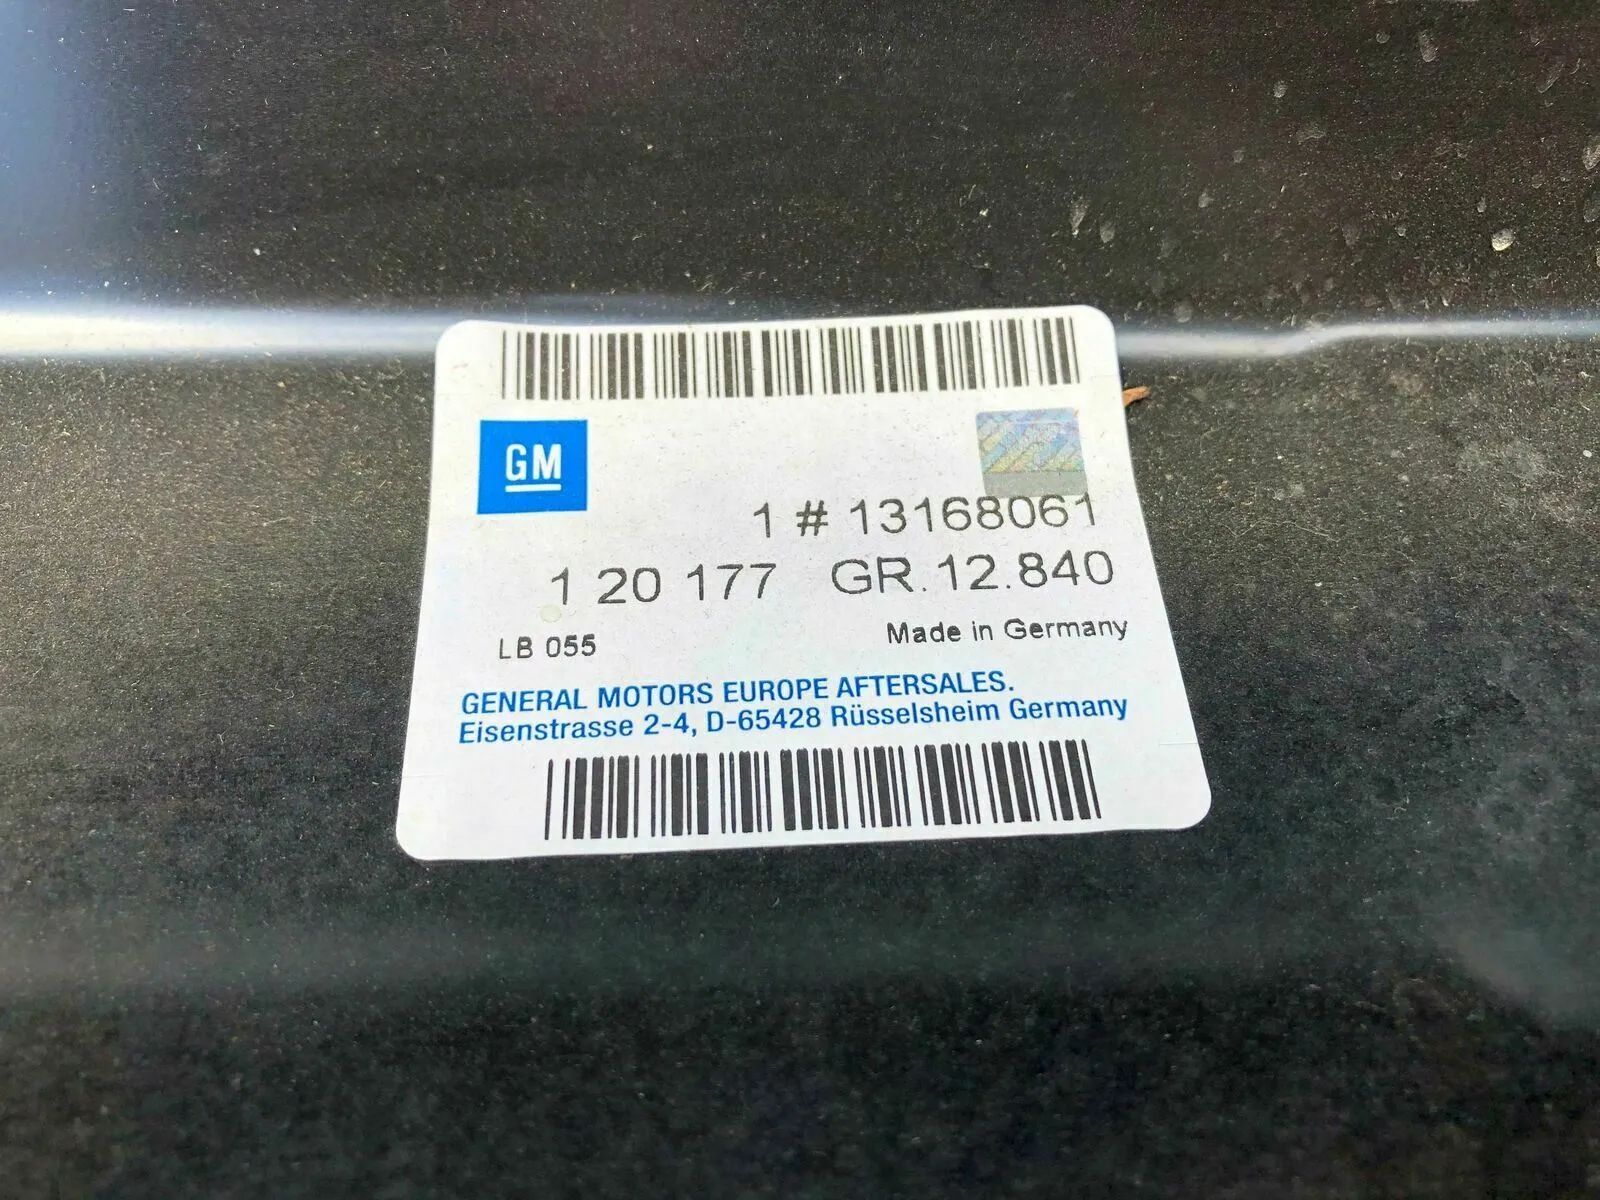 GM
1 # 13168061
1 20 177 GR.12.840
LB 055 Made in Germany
GENERAL MOTORS EUROPE AFTERSALES.
Eisenstrasse 2-4, D-65428 Rüsselsheim Germany